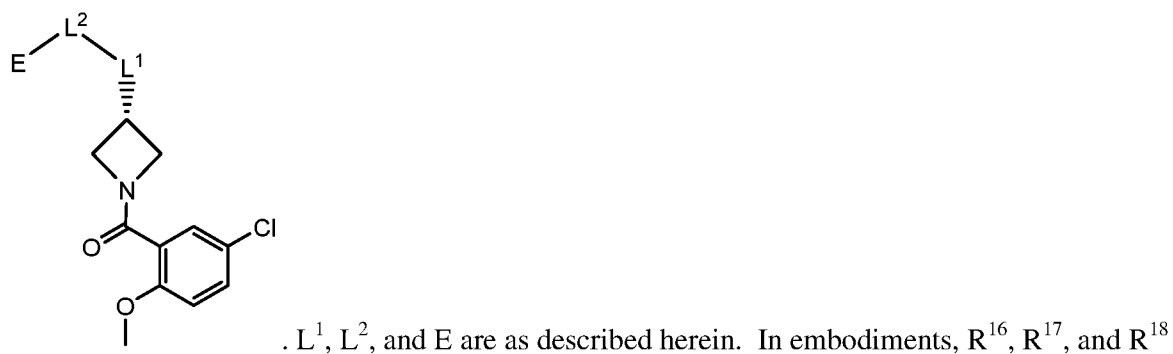 L²
E
L¹
N
O
Cl
O
. L¹, L², and E are as described herein. In embodiments, R¹⁶, R¹⁷, and R¹⁸